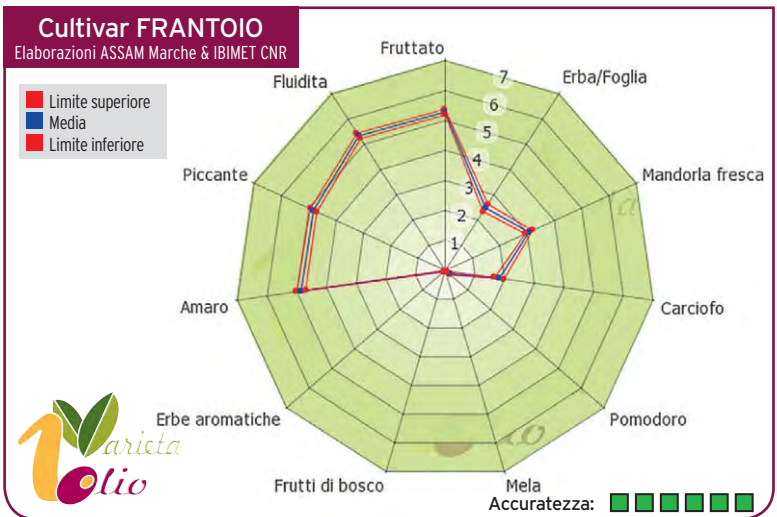 Cultivar FRANTOIO
Elaborazioni ASSAM Marche & IBIMET CNR
Limite superiore
Media
Limite inferiore
Fruttato
Erba/Foglia
Mandorla fresca
Carciofo
Pomodoro
Mela
Frutti di bosco
Erbe aromatiche
Amaro
Piccante
Fluidita
7
6
5
4
3
2
1
Varietà
Olio
Accuratezza: